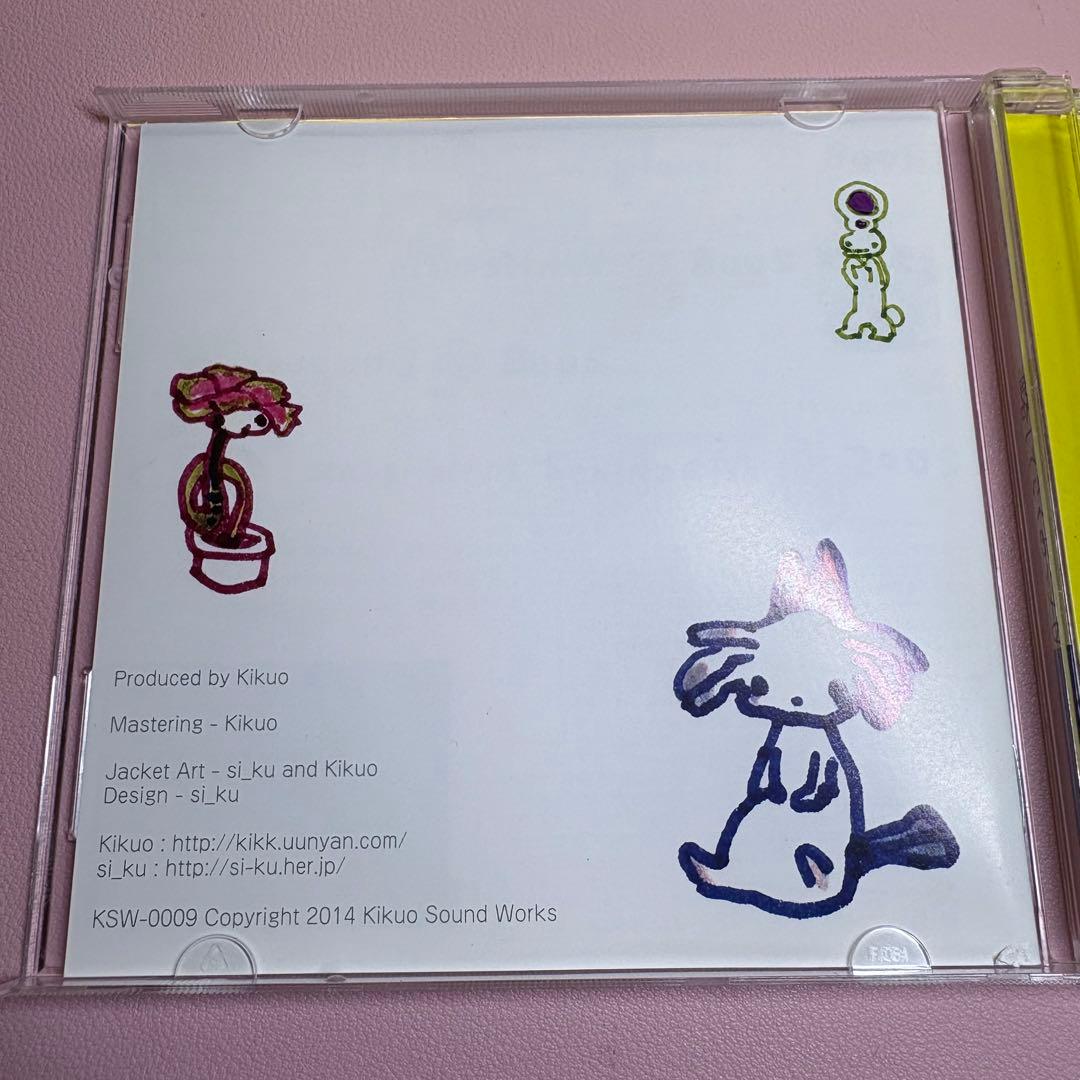 Produced by Kikuo
Mastering - Kikuo
Jacket Art - si_ku and Kikuo
Design - si_ku
Kikuo : http://kikk.uunyan.com/
si_ku : http://si-ku.her.jp/
KSW-0009 Copyright 2014 Kikuo Sound Works